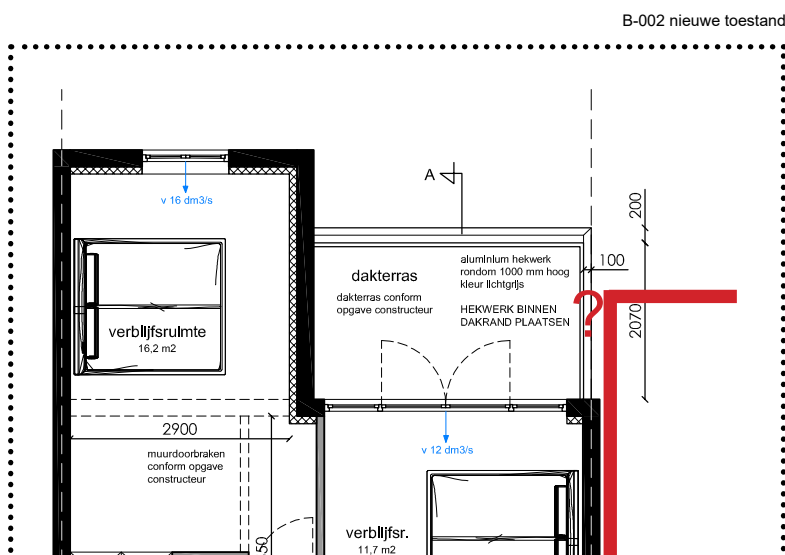 B-002 nieuwe toestand
A
v 16 dm3/s
200
dakterras
dakterras conform
opgave constructeur
aluminium hekwerk
rondom 1000 mm hoog
kleur lichtgrijs
HEKWERK BINNEN
DAKRAND PLAATSEN
100
?
2070
verblijfsruimte
16,2 m2
2900
muurdoorbraken
conform opgave
constructeur
v 12 dm3/s
verblijfsr.
11,7 m2
50